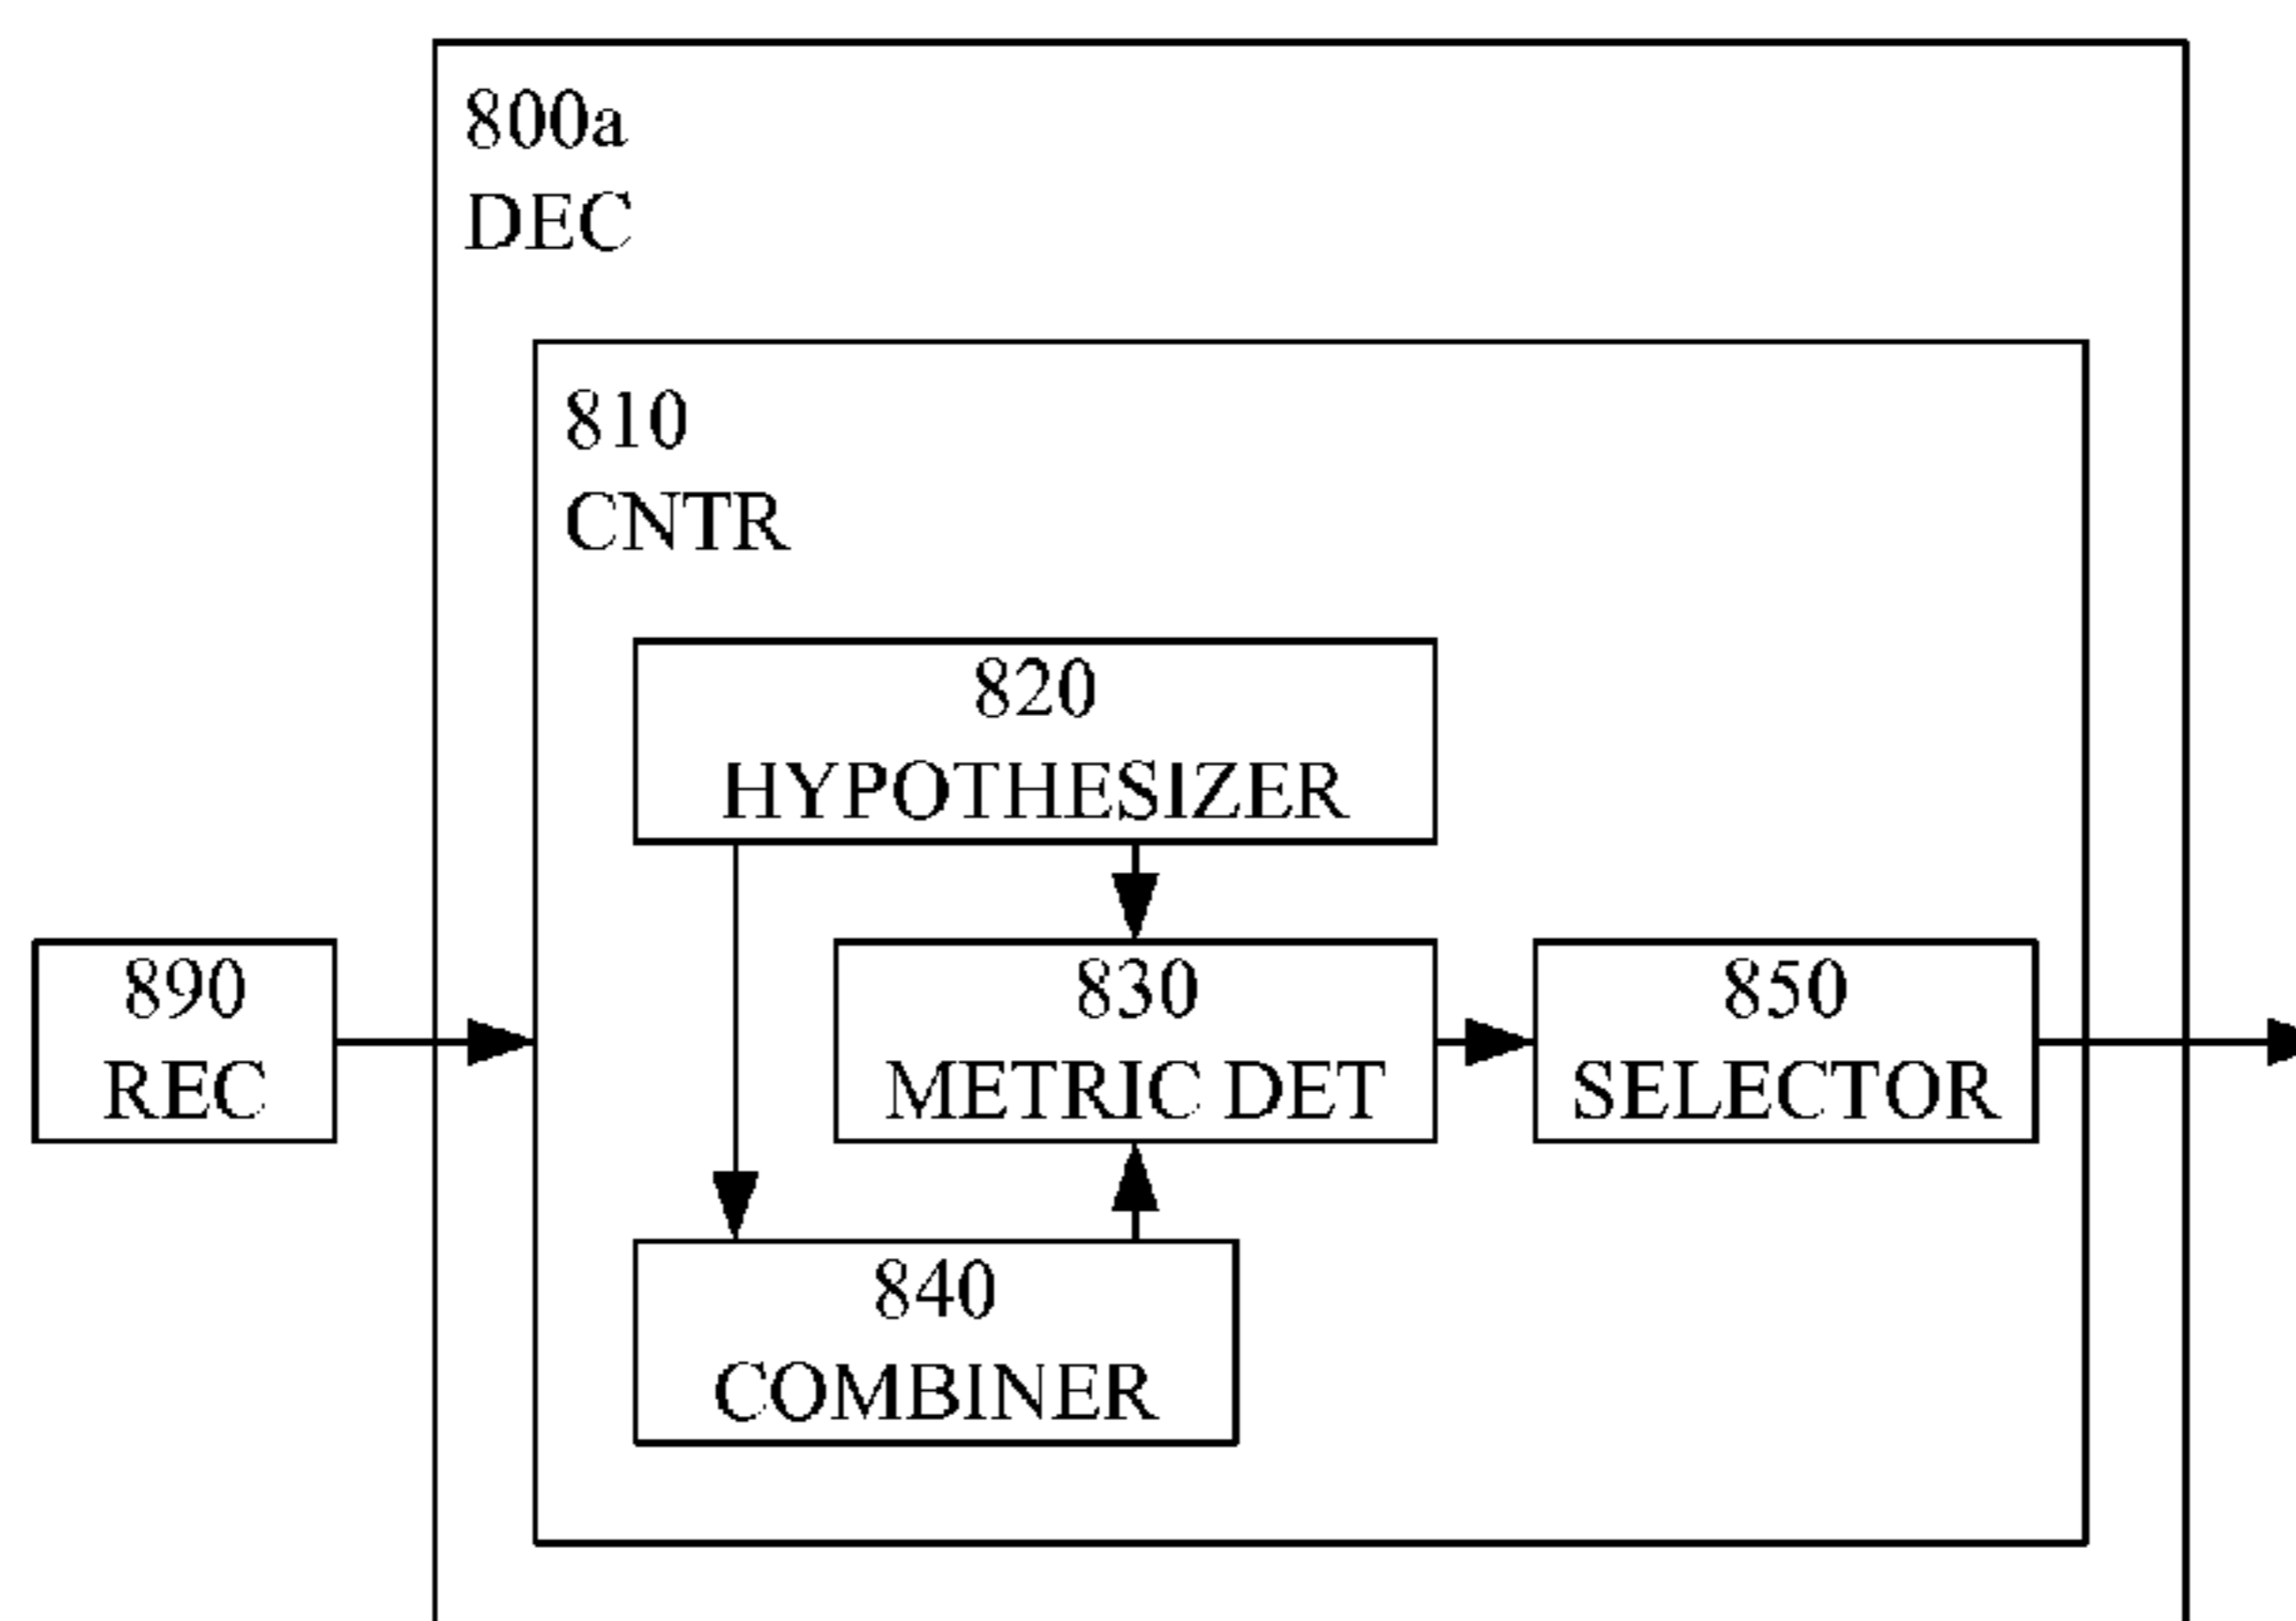 800a
DEC
810
CNTR
820
HYPOTHESIZER
890
REC
830
METRIC DET
850
SELECTOR
840
COMBINER